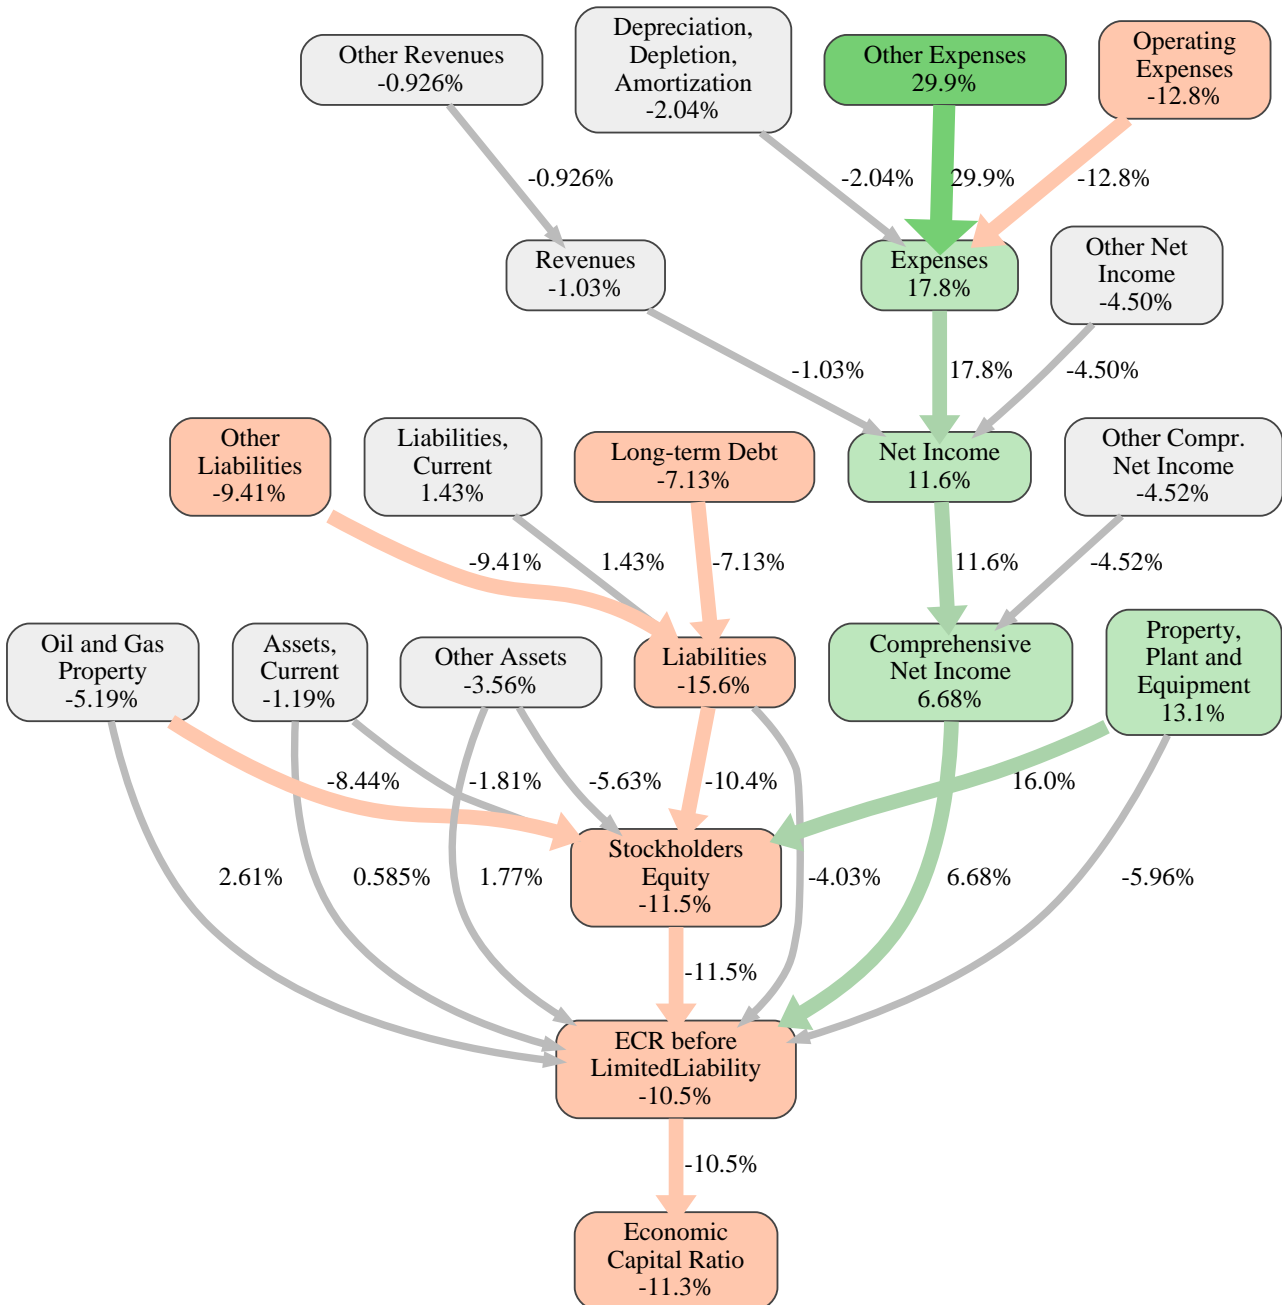 Other Revenues
-0.926%
Depreciation,
Depletion,
Amortization
-2.04%
Other Expenses
29.9%
Operating
Expenses
-12.8%
-0.926%
-2.04%
29.9%
-12.8%
Revenues
-1.03%
Expenses
17.8%
Other Net
Income
-4.50%
-1.03%
17.8%
-4.50%
Other
Liabilities
-9.41%
Liabilities,
Current
1.43%
Long-term Debt
-7.13%
Net Income
11.6%
Other Compr.
Net Income
-4.52%
-9.41%
1.43%
-7.13%
11.6%
-4.52%
Oil and Gas
Property
-5.19%
Assets,
Current
-1.19%
Other Assets
-3.56%
Liabilities
-15.6%
Comprehensive
Net Income
6.68%
Property,
Plant and
Equipment
13.1%
-8.44%
-1.81%
-5.63%
-10.4%
16.0%
2.61%
0.585%
1.77%
Stockholders
Equity
-11.5%
-4.03%
6.68%
-5.96%
-11.5%
ECR before
LimitedLiability
-10.5%
-10.5%
Economic
Capital Ratio
-11.3%